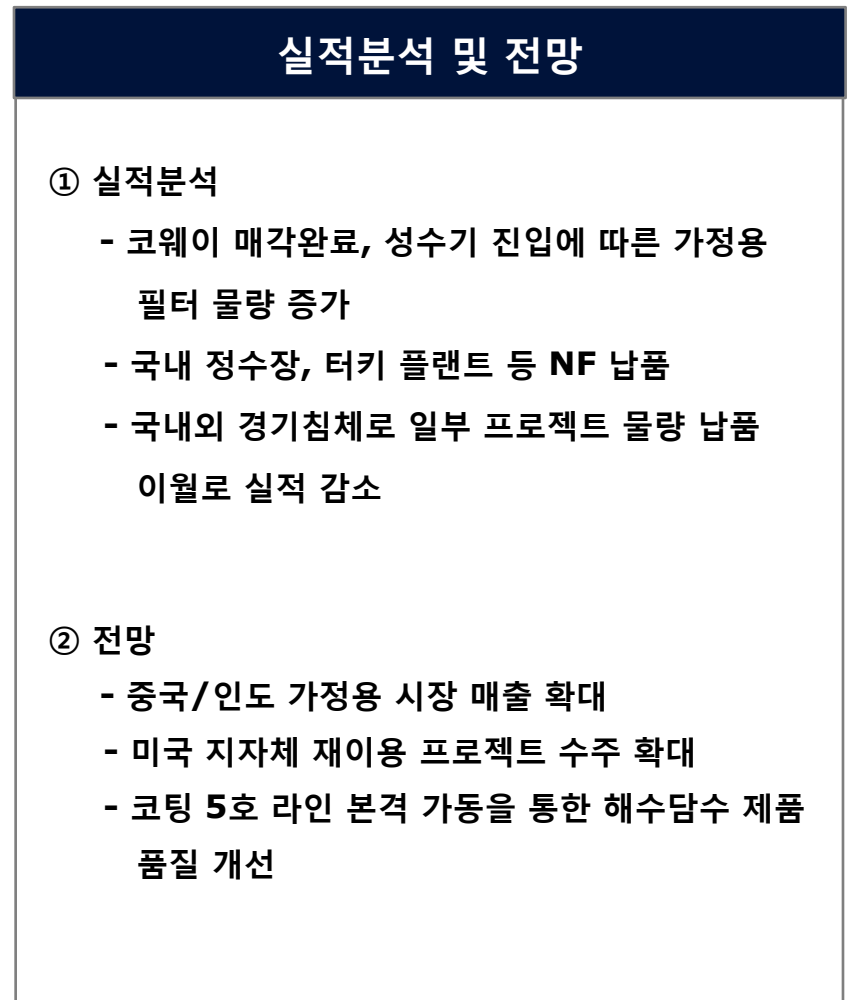 실적분석 및 전망
① 실적분석
- 코웨이 매각완료, 성수기 진입에 따른 가정용
필터 물량 증가
- 국내 정수장, 터키 플랜트 등 NF 납품
- 국내외 경기침체로 일부 프로젝트 물량 납품
이월로 실적 감소
② 전망
- 중국/인도 가정용 시장 매출 확대
- 미국 지자체 재이용 프로젝트 수주 확대
- 코팅 5호 라인 본격 가동을 통한 해수담수 제품
품질 개선